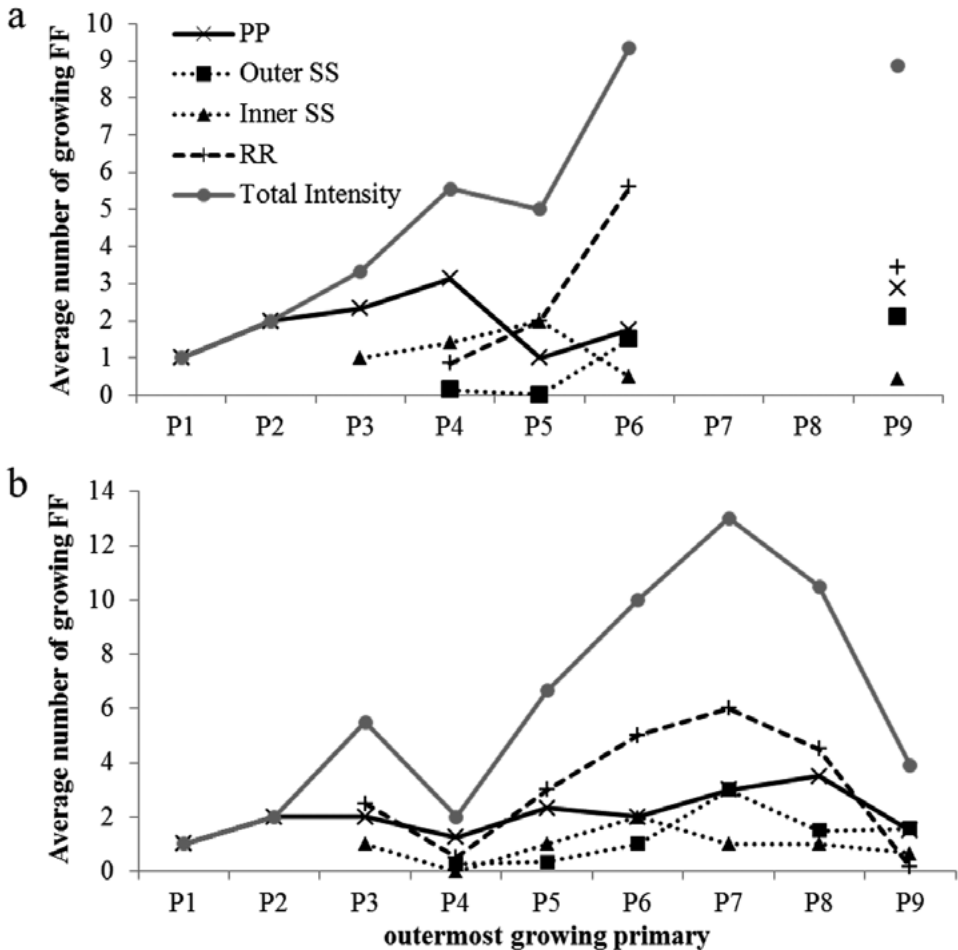 a
Average number of growing FF
10
9
8
7
6
5
4
3
2
1
0
PP
Outer SS
Inner SS
RR
Total Intensity
P1 P2 P3 P4 P5 P6 P7 P8 P9
b
Average number of growing FF
14
12
10
8
6
4
2
0
P1 P2 P3 P4 P5 P6 P7 P8 P9
outermost growing primary